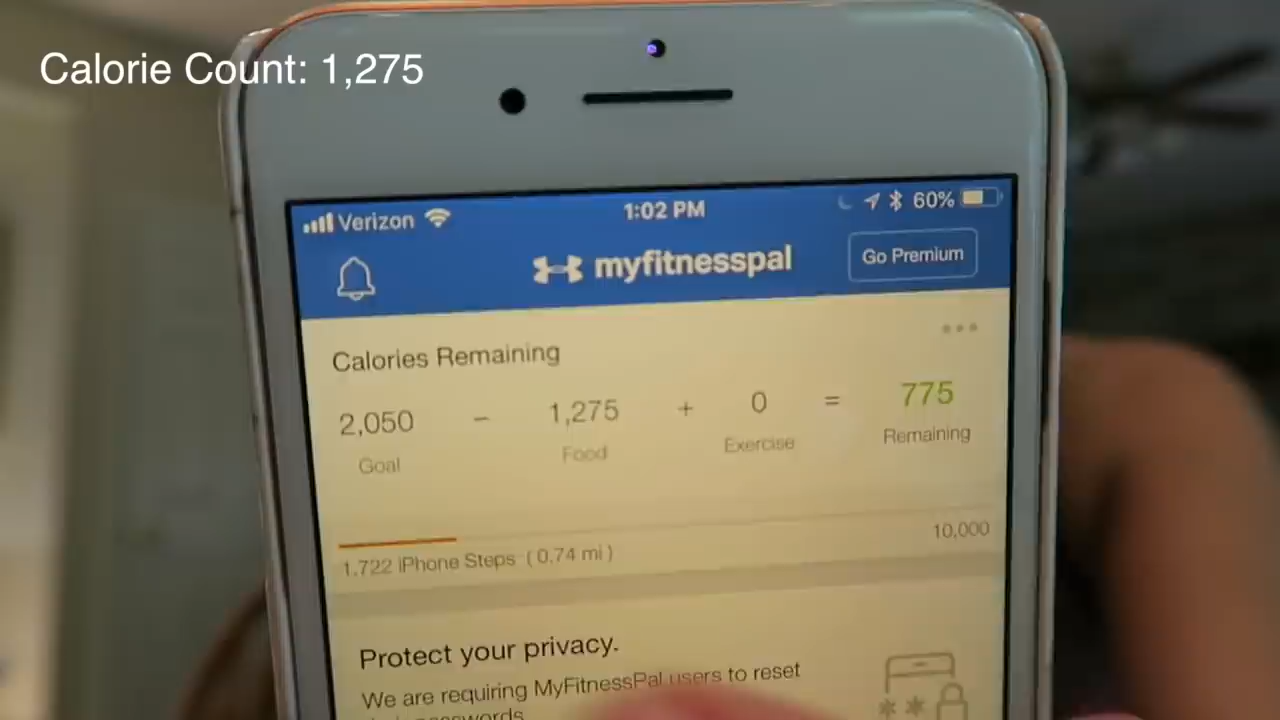 Calorie Count: 1,275
Verizon 1:02 PM 60%
myfitnesspal Go Premium
Calories Remaining
2,050 - 1,275 + 0 = 775
Goal Food Exercise Remaining
10,000
1,722 iPhone Steps (0.74 mi)
Protect your privacy.
We are requiring MyFitnessPal users to reset
passwords